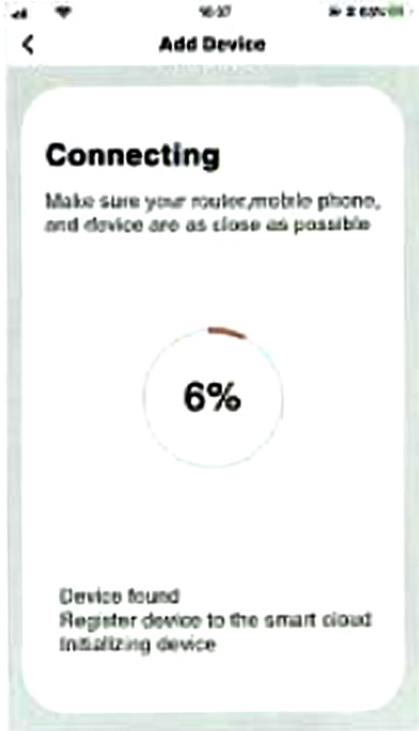 Add Device
Connecting
Make sure your router,mobile phone,
and device are as close as possible
6%
Device found
Register device to the smart cloud
Initializing device